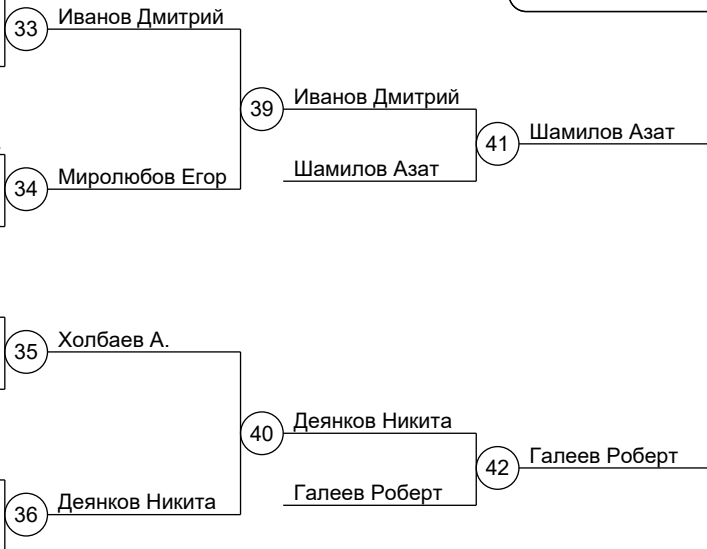 33 Иванов Дмитрий
39 Иванов Дмитрий
41 Шамилов Азат
Шамилов Азат
34 Миролюбов Егор
35 Холбаев А.
40 Деянков Никита
42 Галеев Роберт
Галеев Роберт
36 Деянков Никита